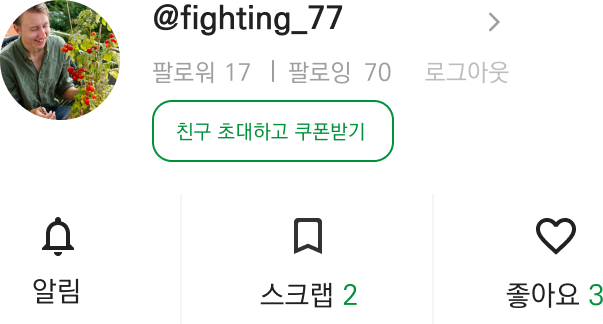 @fighting_77
팔로워 17 | 팔로잉 70 로그아웃
친구 초대하고 쿠폰받기
알림 스크랩 2 좋아요 3